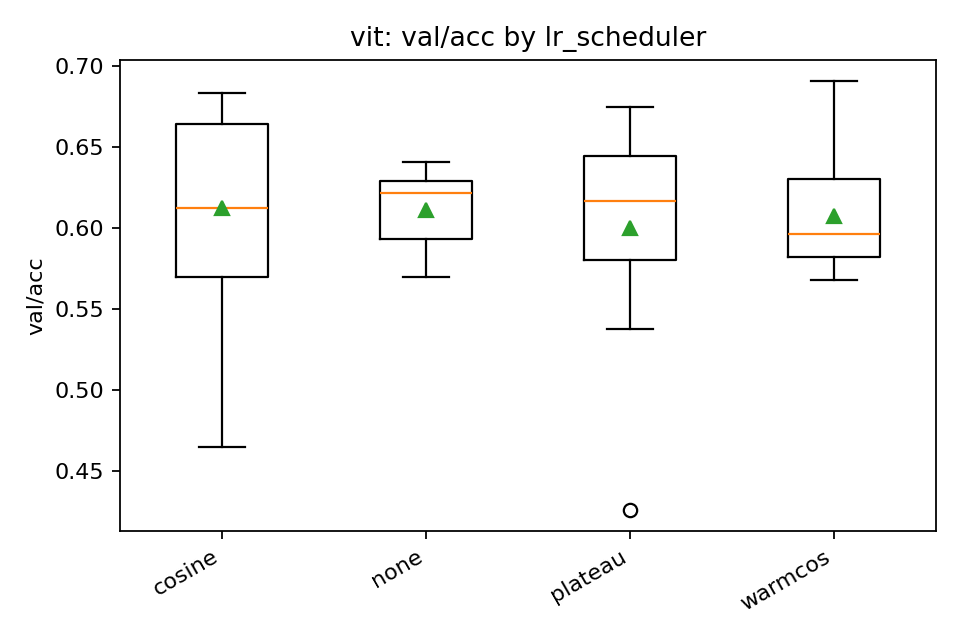 vit: val/acc by lr_scheduler
val/acc
0.70
0.65
0.60
0.55
0.50
0.45
cosine
none
plateau
warmcos